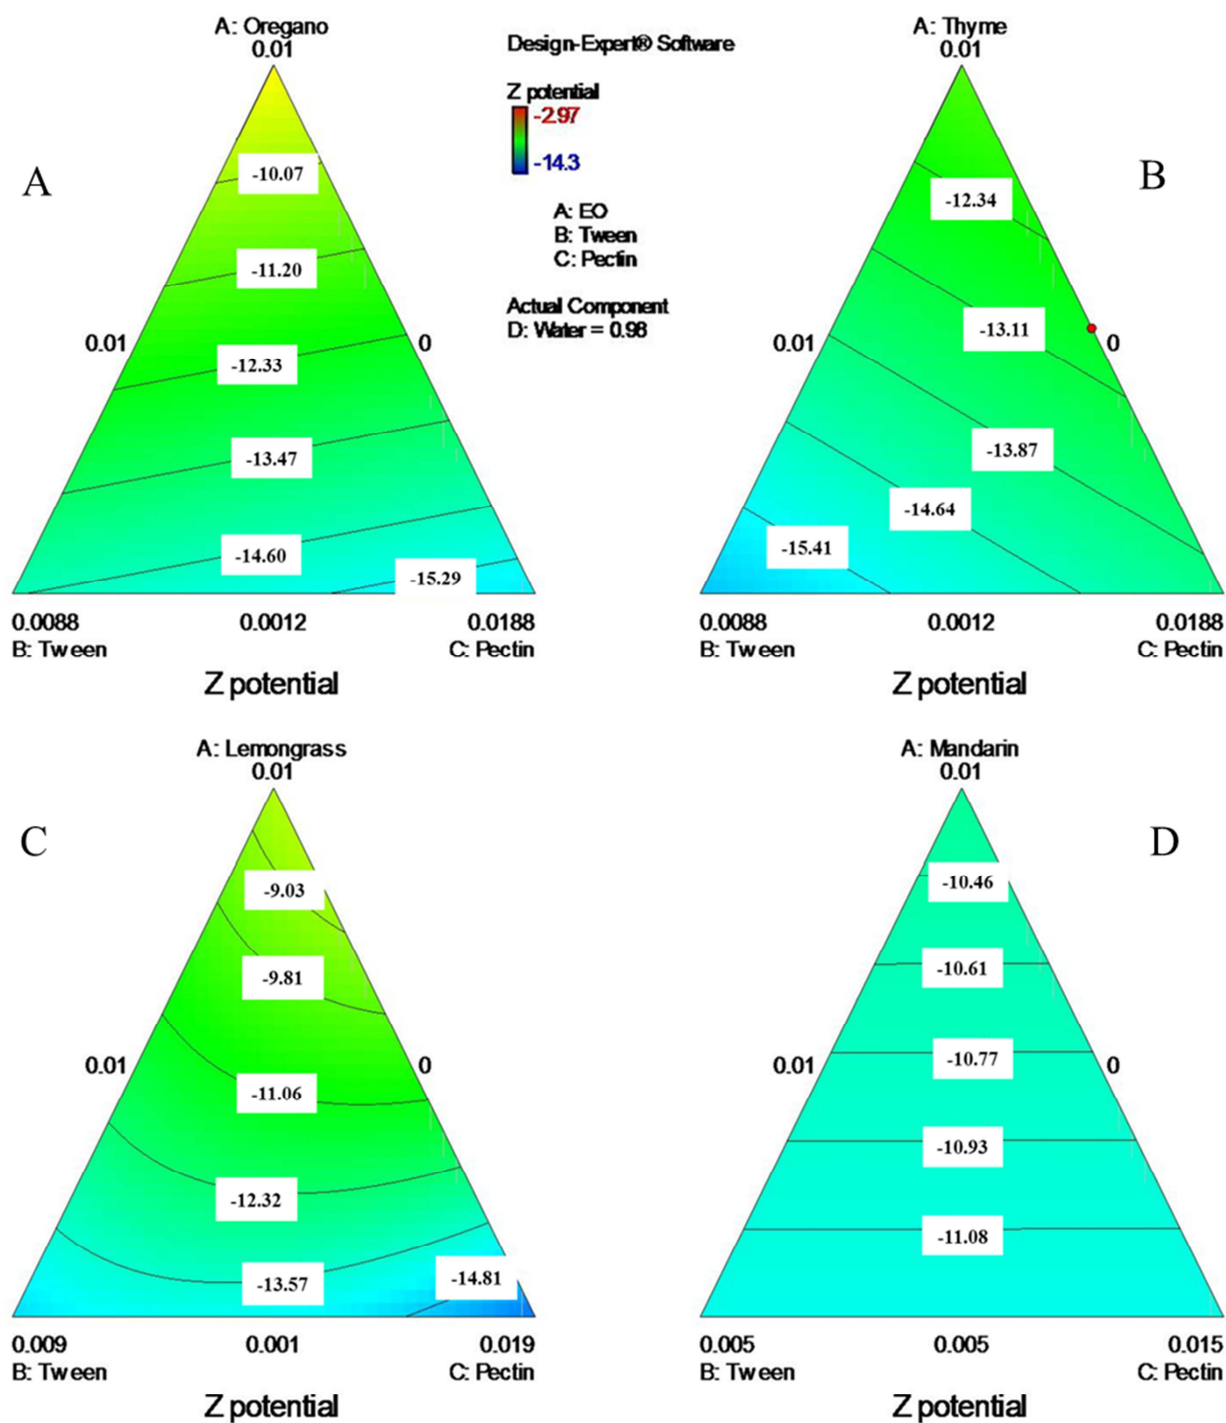 A: Oregano
0.01
A
-10.07
-11.20
0.01
0
-12.33
-13.47
-14.60
-15.29
0.0088 0.0012 0.0188
B: Tween C: Pectin
Z potential
Design-Expert® Software
Z potential
-2.97
-14.3
A: EO
B: Tween
C: Pectin
Actual Component
D: Water = 0.98
A: Thyme
0.01
B
-12.34
-13.11
0.01
0
-13.87
-14.64
-15.41
0.0088 0.0012 0.0188
B: Tween C: Pectin
Z potential
A: Lemongrass
0.01
C
-9.03
-9.81
0.01
0
-11.06
-12.32
-13.57
-14.81
0.009 0.001 0.019
B: Tween C: Pectin
Z potential
A: Mandarin
0.01
D
-10.46
-10.61
0.01
0
-10.77
-10.93
-11.08
0.005 0.005 0.015
B: Tween C: Pectin
Z potential